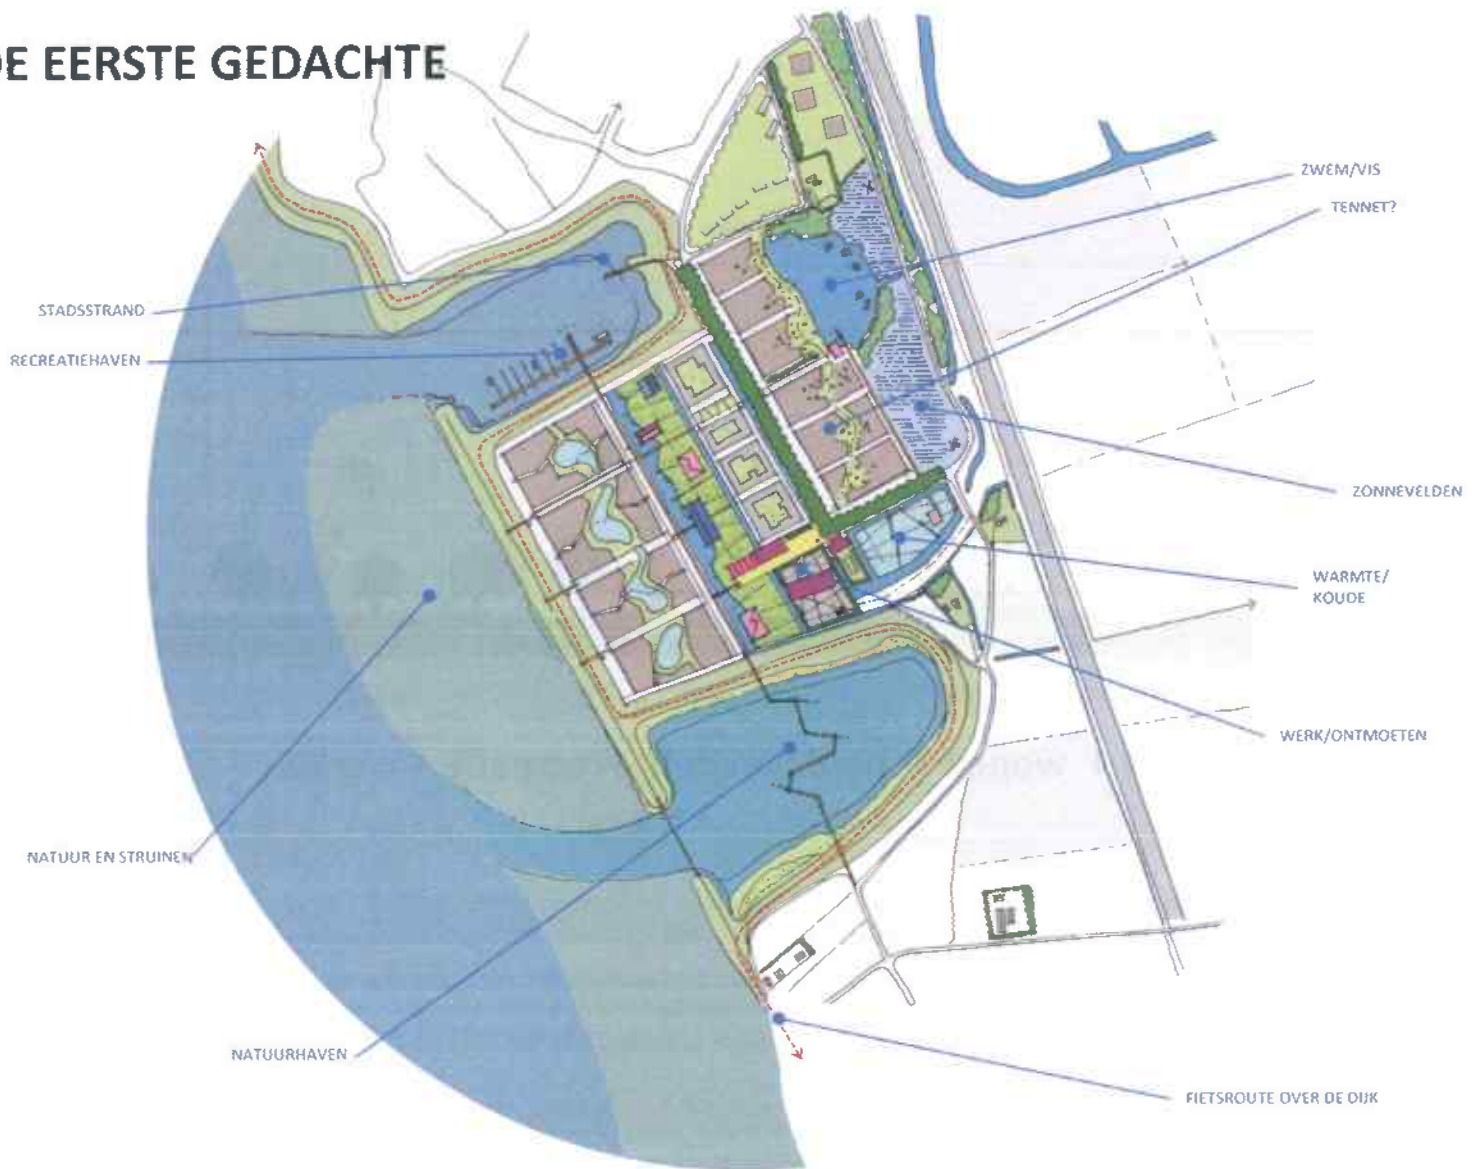 DE EERSTE GEDACHTE
ZWEM/VIS
TENNET?
STADSSTRAND
RECREATIEHAVEN
ZONNEVELDEN
WARMTE/
KOUDE
WERK/ONTMOETEN
NATUUR EN STRUINEN
NATUURHAVEN
FIETSROUTE OVER DE DIJK